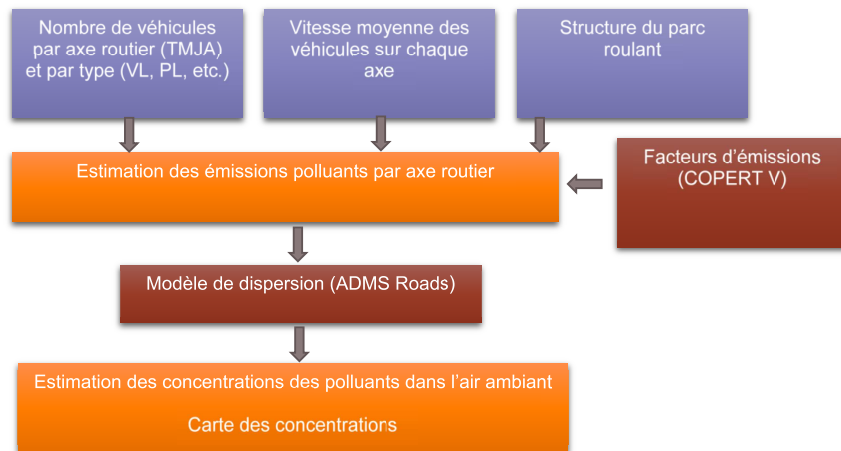 Nombre de véhicules
par axe routier (TMJA)
et par type (VL, PL, etc.)
Vitesse moyenne des
véhicules sur chaque
axe
Structure du parc
roulant
Estimation des émissions polluants par axe routier
Facteurs d'émissions
(COPERT V)
Modèle de dispersion (ADMS Roads)
Estimation des concentrations des polluants dans l'air ambiant
Carte des concentrations